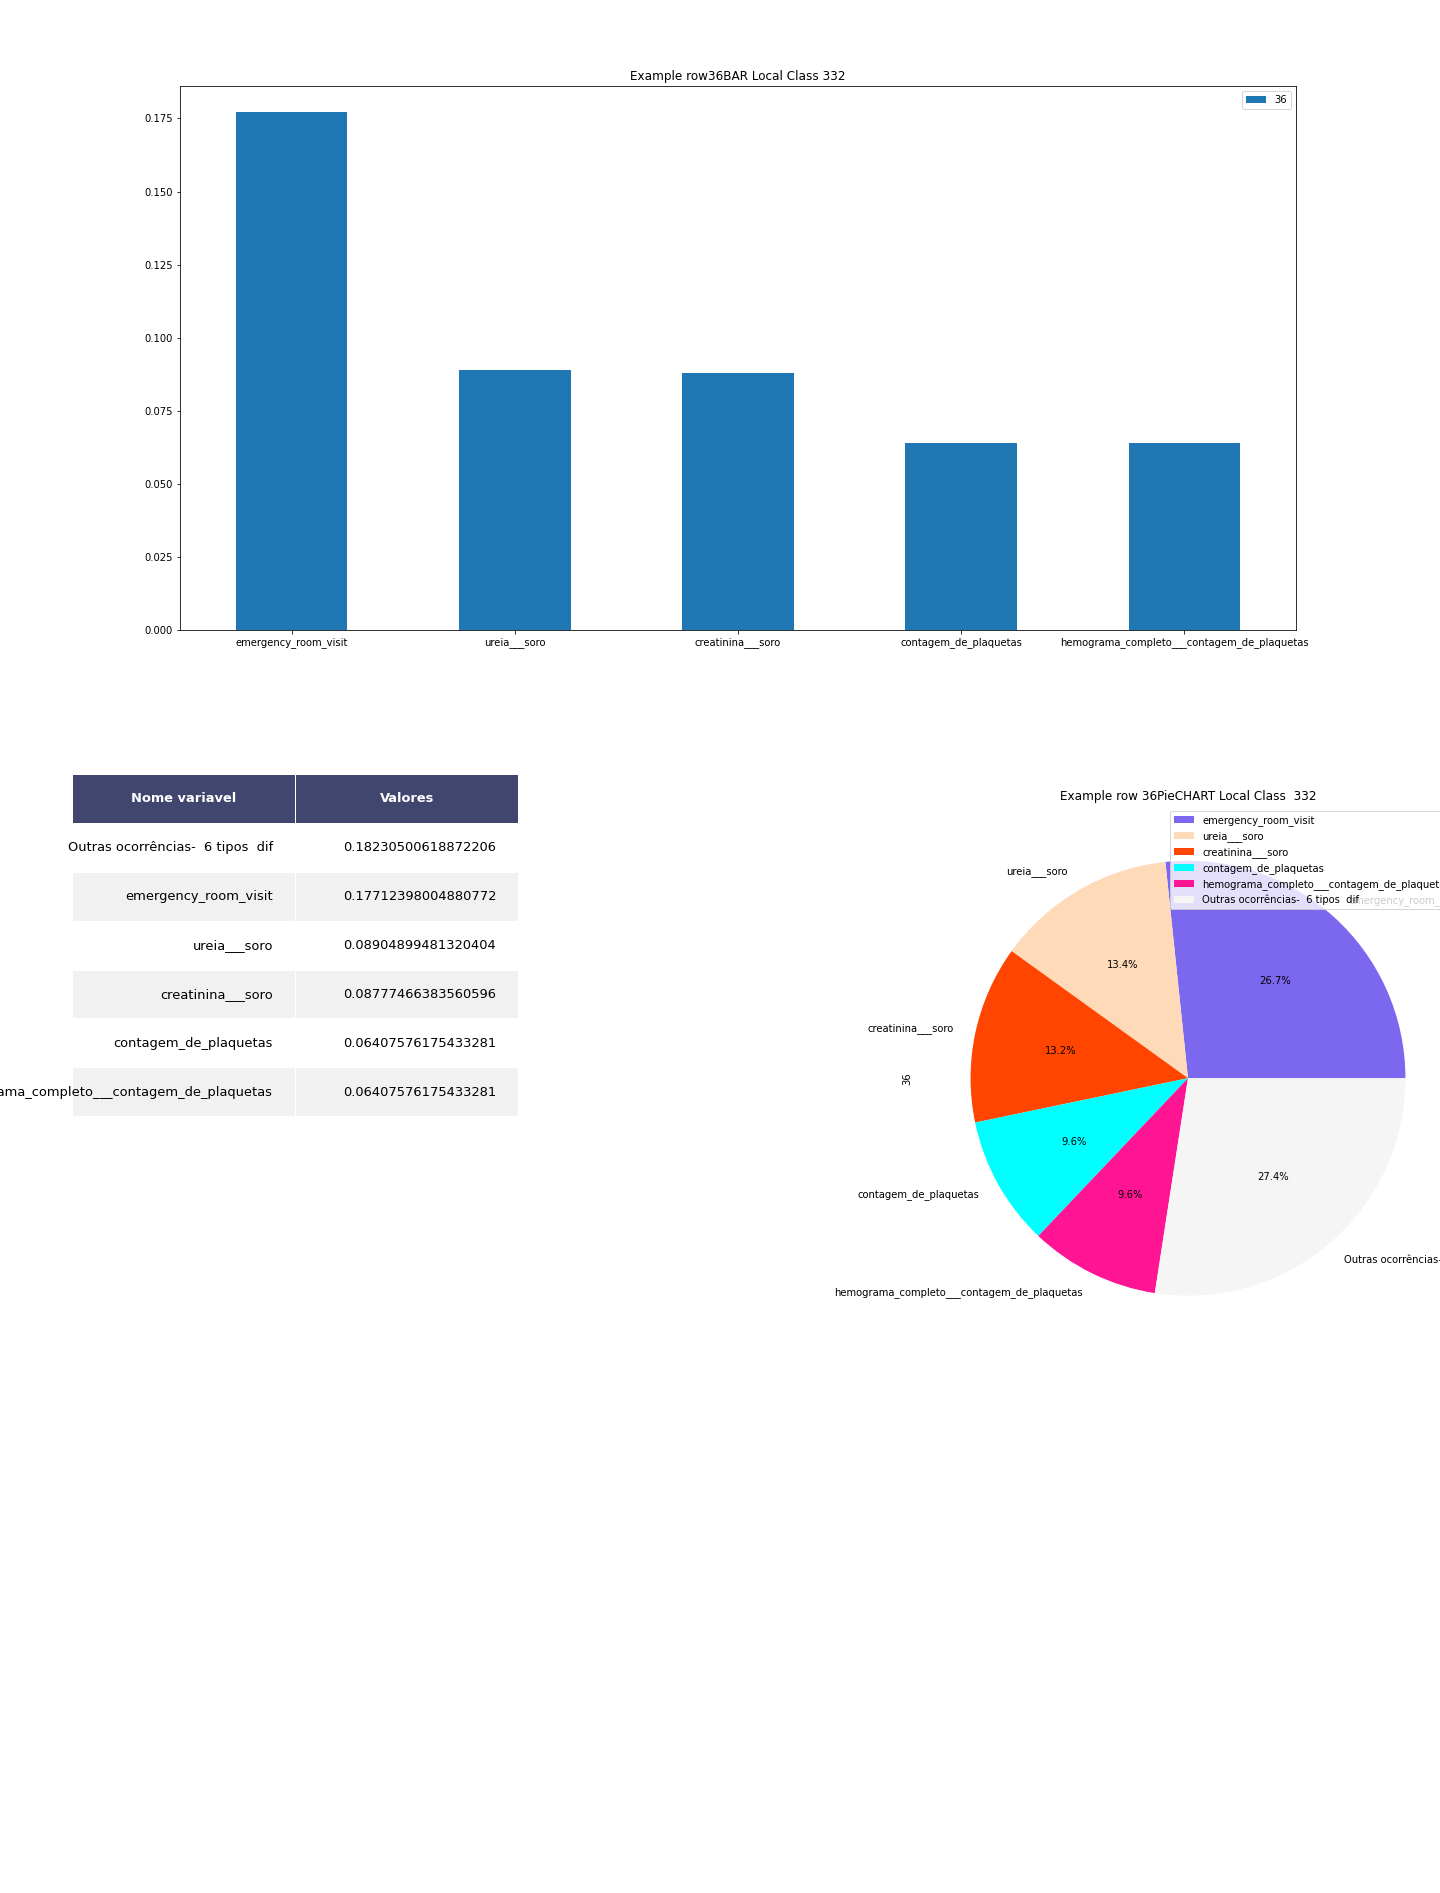 Example row36BAR Local Class 332
36
0.175
0.150
0.125
0.100
0.075
0.050
0.025
0.000
emergency_room_visit
ureia___soro
creatinina___soro
contagem_de_plaquetas
hemograma_completo___contagem_de_plaquetas
Nome variavel Valores
Outras ocorrências-  6 tipos  dif 0.18230500618872206
emergency_room_visit 0.17712398004880772
ureia___soro 0.08904899481320404
creatinina___soro 0.08777466383560596
contagem_de_plaquetas 0.06407576175433281
ama_completo___contagem_de_plaquetas 0.06407576175433281
Example row 36PieCHART Local Class  332
emergency_room_visit
ureia___soro
creatinina___soro
contagem_de_plaquetas
hemograma_completo___contagem_de_plaquet
Outras ocorrências-  6 tipos  dif
emergency_room_
ureia___soro
13.4%
26.7%
creatinina___soro
13.2%
36
9.6%
27.4%
contagem_de_plaquetas
9.6%
Outras ocorrências-
hemograma_completo___contagem_de_plaquetas